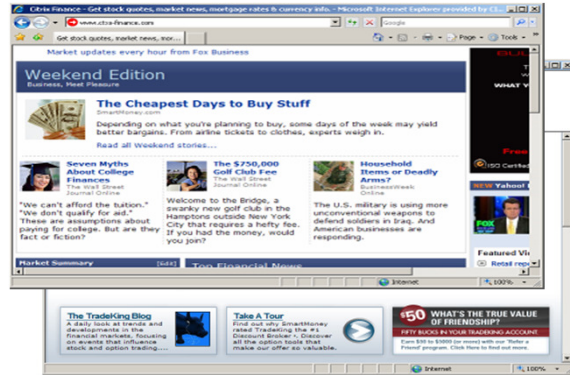 Citrix Finance - Get stock quotes, market news, mortgage rates & currency info. - Microsoft Internet Explorer provided by
Google
Get stock quotes, market news, mor...
Page
Tools
Market updates every hour from Fox Business
Weekend Edition
Business, Meet Pleasure
The Cheapest Days to Buy Stuff
SmartMoney.com
Depending on what you're planning to buy, some days of the week may yield
better bargains. From airline tickets to clothes, experts weigh in.
Read all Weekend stories...
Seven Myths
About College
Finances
The Wall Street
Journal Online
"We can't afford the tuition."
"We don't qualify for aid."
These are assumptions about
paying for college. But are they
fact or fiction?
The $750,000
Golf Club Fee
The Wall Street
Journal Online
Welcome to the Bridge, a
swanky new golf club in the
Hamptons outside New York
City that requires a hefty fee.
If you had the money, would
you join?
Household
Items or Deadly
Arms?
BusinessWeek
Online
The U.S. military is using more
unconventional weapons to
defend soldiers in Iraq. And
American businesses are
responding.
WHAT Y
From
ISO Certified
NEW Yahoo!
FOX
Featured Vi
Retail repo
Market Summary
Top Financial News
Internet
100%
The TradeKing Blog
A daily look at trends and
developments in the
financial markets, focusing
on events that influence
stock and option trading....
Take A Tour
Find out why SmartMoney
rated TradeKing the #1
Discount Broker. Discover
all the option tools that
make our offer so valuable.
$50
WHAT'S THE TRUE VALUE
OF FRIENDSHIP?
FIFTY BUCKS IN YOUR TRADEKING ACCOUNT.
Earn $50 to $5000 (or more) with our "Refer a
Friend" program. Click Here to find out more.
Internet
100%